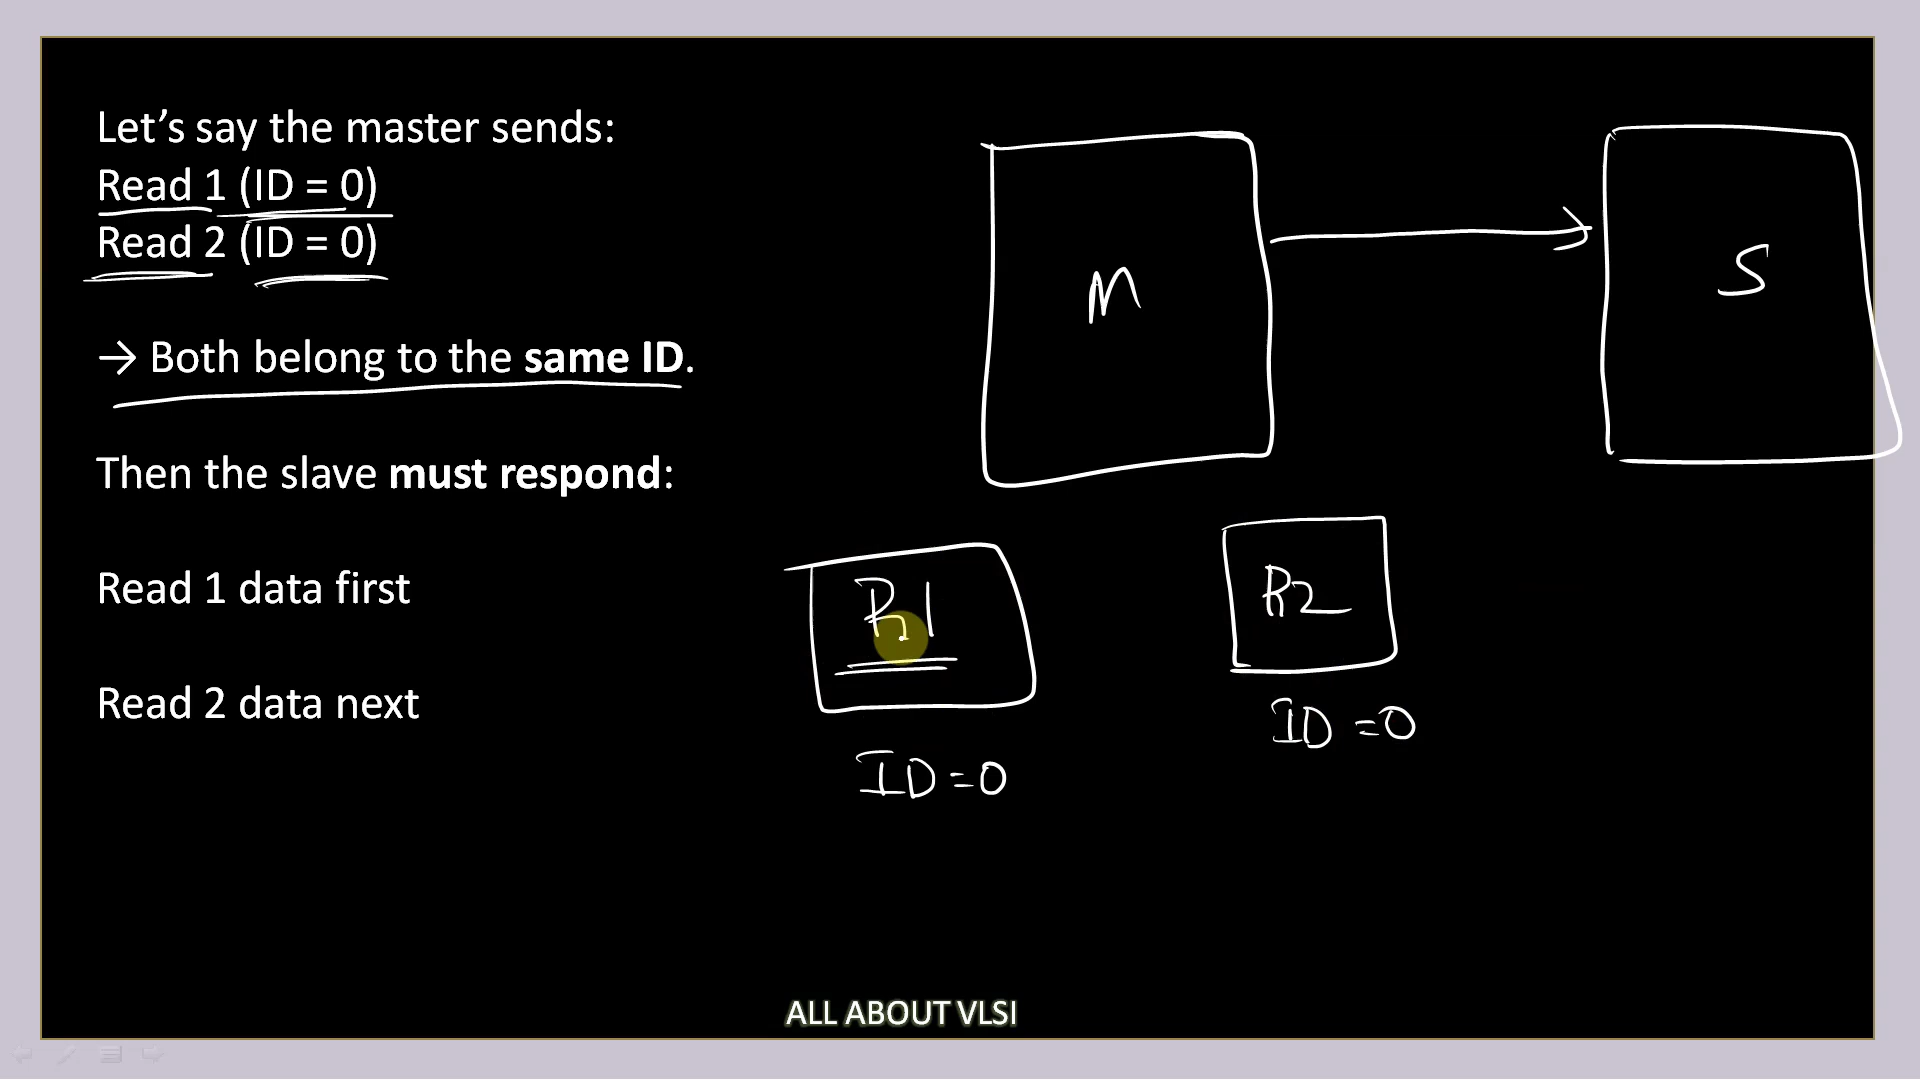 Let’s say the master sends:
Read 1 (ID = 0)
Read 2 (ID = 0)
→ Both belong to the same ID.
Then the slave must respond:
Read 1 data first
Read 2 data next
M
S
R1
ID=0
R2
ID=0
ALL ABOUT VLSI